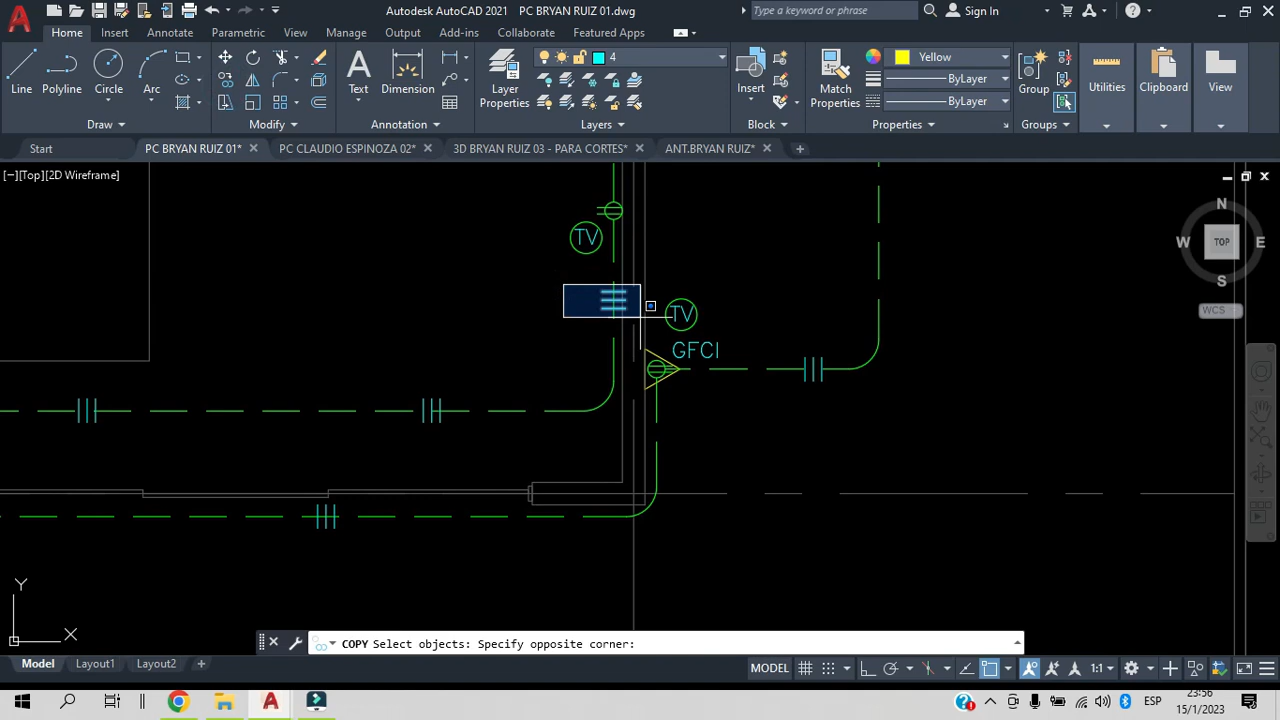 Autodesk AutoCAD 2021 PC BRYAN RUIZ 01.dwg
Type a keyword or phrase
Sign In
Home Insert Annotate Parametric View Manage Output Add-ins Collaborate Featured Apps
Line Polyline Circle Arc
Text Dimension
Layer Properties
4
Insert
Match Properties
Yellow
ByLayer
ByLayer
Group
Utilities Clipboard View
Draw Modify Annotation Layers Block Properties Groups
Start PC BRYAN RUIZ 01* PC CLAUDIO ESPINOZA 02* 3D BRYAN RUIZ 03 - PARA CORTES* ANT.BRYAN RUIZ*
[−][Top][2D Wireframe]
N
W TOP E
S
WCS
TV
TV
GFCI
Y
X
COPY Select objects: Specify opposite corner:
Model Layout1 Layout2
MODEL 1:1
ESP
23:56
15/1/2023